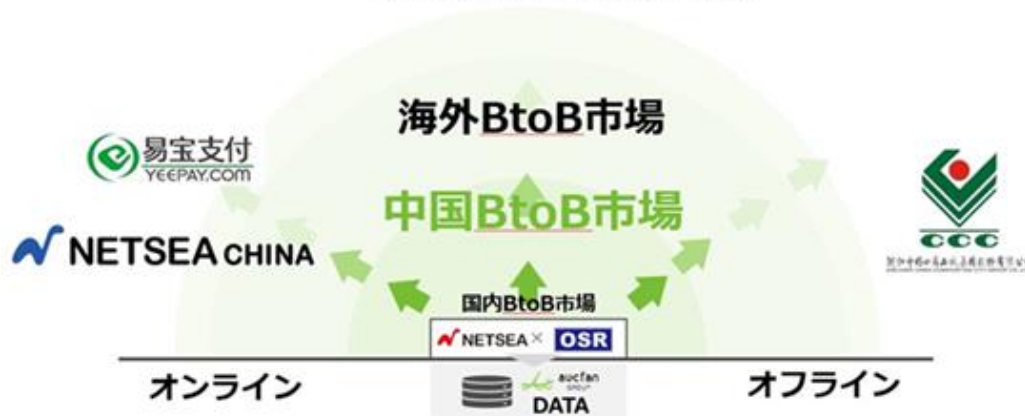 海外BtoB市場
易宝支付
YEEPAY.COM
中国BtoB市場
NETSEA CHINA
CCC
国内BtoB市場
NETSEA × OSR
オンライン
オフライン
aucfan
GROUP
DATA